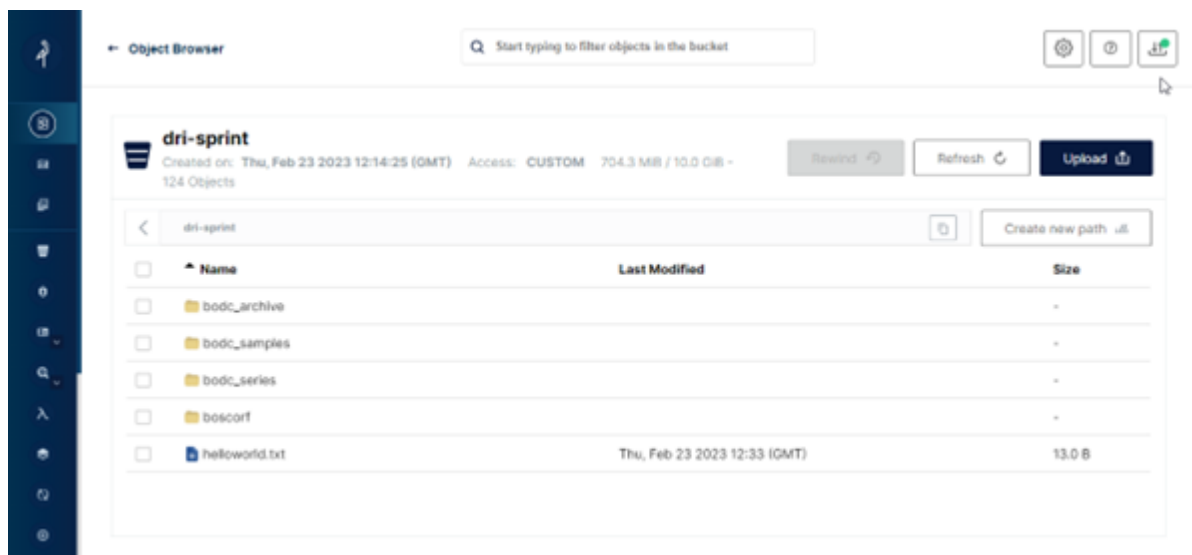 ← Object Browser
Start typing to filter objects in the bucket
dri-sprint
Created on: Thu, Feb 23 2023 12:14:25 (GMT) Access: CUSTOM 704.3 MiB / 10.0 GiB -
124 Objects
Rewind
Refresh
Upload
dri-sprint
Create new path
Name Last Modified Size
bodc_archive -
bodc_samples -
bodc_series -
boscorf -
helloworld.txt Thu, Feb 23 2023 12:33 (GMT) 13.0 B